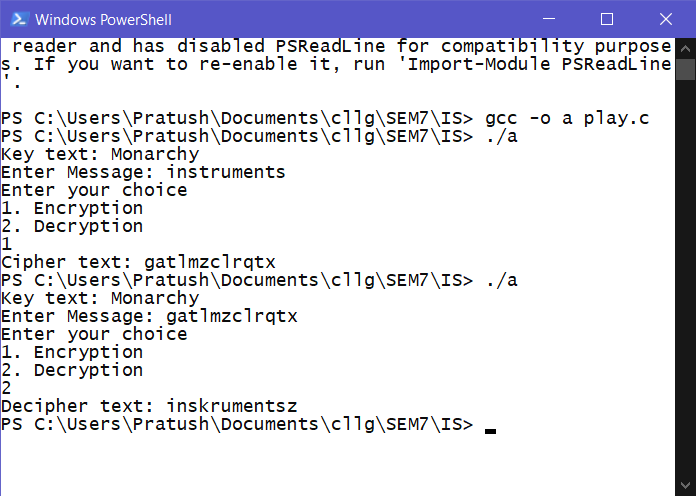 Windows PowerShell
reader and has disabled PSReadLine for compatibility purpose
s. If you want to re-enable it, run 'Import-Module PSReadLine
'.
PS C:\Users\Pratush\Documents\cllg\SEM7\IS> gcc -o a play.c
PS C:\Users\Pratush\Documents\cllg\SEM7\IS> ./a
Key text: Monarchy
Enter Message: instruments
Enter your choice
1. Encryption
2. Decryption
1
Cipher text: gatlmzclrqtx
PS C:\Users\Pratush\Documents\cllg\SEM7\IS> ./a
Key text: Monarchy
Enter Message: gatlmzclrqtx
Enter your choice
1. Encryption
2. Decryption
2
Decipher text: inskrumentsz
PS C:\Users\Pratush\Documents\cllg\SEM7\IS>